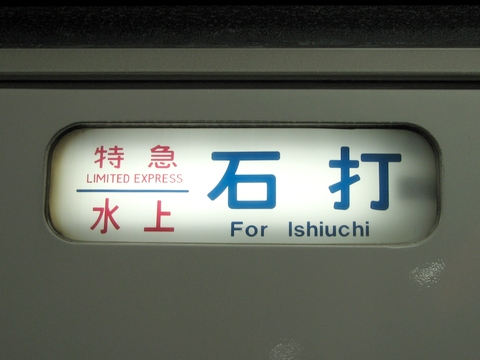 特急
LIMITED EXPRESS
水上
石打
For Ishiuchi